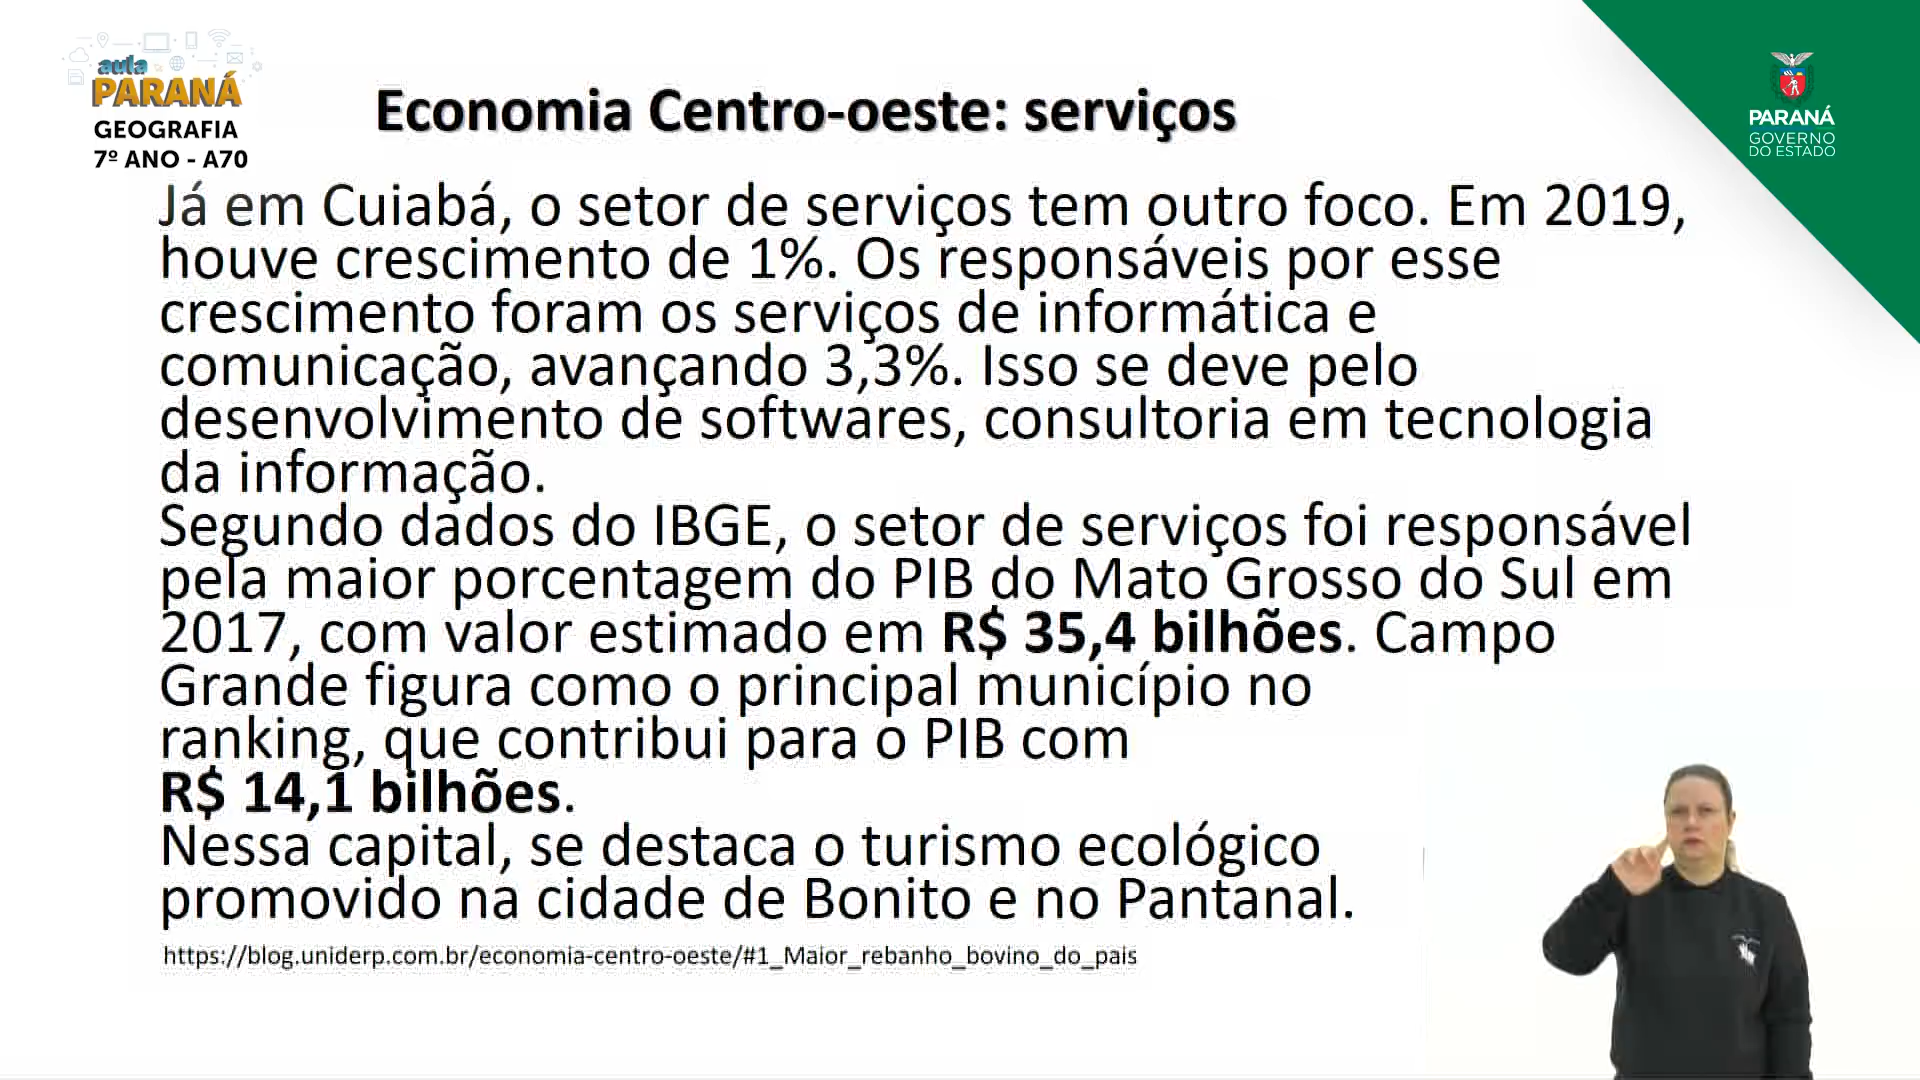 aula
PARANÁ
GEOGRAFIA
7º ANO - A70
Economia Centro-oeste: serviços
PARANÁ
GOVERNO
DO ESTADO
Já em Cuiabá, o setor de serviços tem outro foco. Em 2019,
houve crescimento de 1%. Os responsáveis por esse
crescimento foram os serviços de informática e
comunicação, avançando 3,3%. Isso se deve pelo
desenvolvimento de softwares, consultoria em tecnologia
da informação.
Segundo dados do IBGE, o setor de serviços foi responsável
pela maior porcentagem do PIB do Mato Grosso do Sul em
2017, com valor estimado em R$ 35,4 bilhões. Campo
Grande figura como o principal município no
ranking, que contribui para o PIB com
R$ 14,1 bilhões.
Nessa capital, se destaca o turismo ecológico
promovido na cidade de Bonito e no Pantanal.
https://blog.uniderp.com.br/economia-centro-oeste/#1_Maior_rebanho_bovino_do_pais